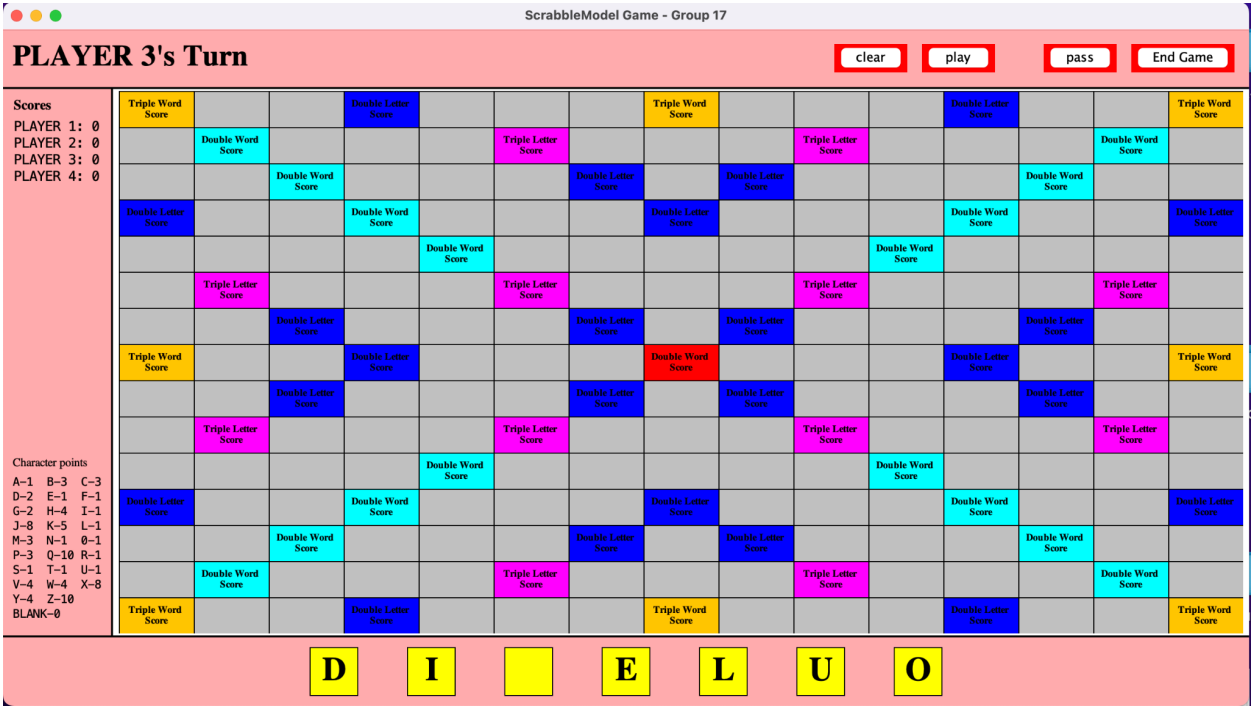 ScrabbleModel Game - Group 17
PLAYER 3's Turn
clear play pass End Game
Scores
PLAYER 1: 0
PLAYER 2: 0
PLAYER 3: 0
PLAYER 4: 0
Triple Word Double Letter Triple Word Double Letter Triple Word
Score Score Score Score Score
Double Word Triple Letter Triple Letter Double Word
Score Score Score Score
Double Word Double Letter Double Letter Double Word
Score Score Score Score
Double Letter Double Word Double Letter Double Word Double Letter
Score Score Score Score Score
Double Word Double Word
Score Score
Triple Letter Triple Letter Triple Letter Triple Letter
Score Score Score Score
Double Letter Double Letter Double Letter Double Letter
Score Score Score Score
Triple Word Double Letter Double Word Double Letter Triple Word
Score Score Score Score Score
Double Letter Double Letter Double Letter Double Letter
Score Score Score Score
Triple Letter Triple Letter Triple Letter Triple Letter
Score Score Score Score
Double Word Double Word
Score Score
Double Letter Double Word Double Letter Double Word Double Letter
Score Score Score Score Score
Double Word Double Letter Double Letter Double Word
Score Score Score Score
Double Word Triple Letter Triple Letter Double Word
Score Score Score Score
Triple Word Double Letter Triple Word Double Letter Triple Word
Score Score Score Score Score
Character points
A-1 B-3 C-3
D-2 E-1 F-1
G-2 H-4 I-1
J-8 K-5 L-1
M-3 N-1 0-1
P-3 Q-10 R-1
S-1 T-1 U-1
V-4 W-4 X-8
Y-4 Z-10
BLANK-0
D I E L U O